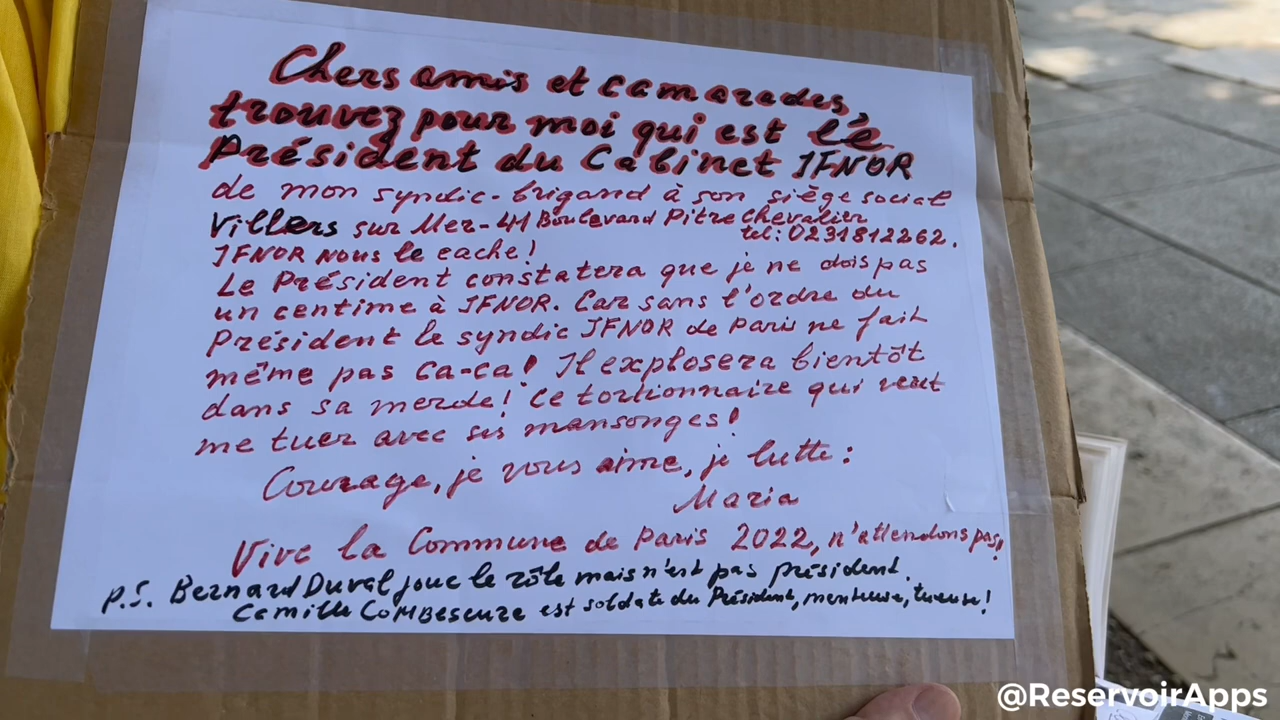 Chers amis et camarades,
trouvez pour moi qui est le
Président du Cabinet IFNOR
de mon syndic-brigand à son siège social
Villers sur Mer-41 Boulevard Pitre Chevalier
tel: 0231812262.
IFNOR nous le cache!
Le Président constatera que je ne dois pas
un centime à IFNOR. Car sans l'ordre du
Président le syndic IFNOR de Paris ne fait
même pas ca-ca! Il explosera bientôt
dans sa merde! Ce tortionnaire qui veut
me tuer avec ses mansonges!
Courage, je vous aime, je lutte:
Maria
Vive la Commune de Paris 2022, n'attendons pas,
p.S. Bernard Duval joue le rôle mais n'est pas président.
Camille COMBESCURE est soldate du Président, menteuse, tueuse!
@ReservoirApps